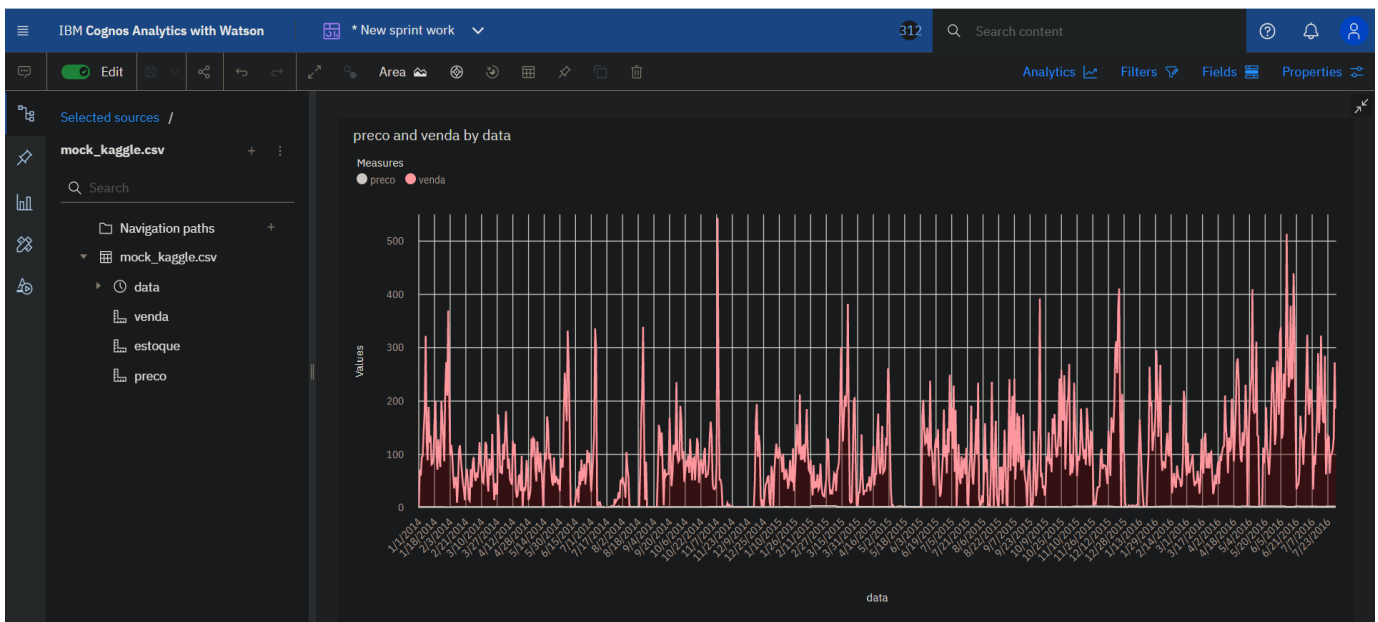 IBM Cognos Analytics with Watson
* New sprint work
312
Search content
Edit
Area
Analytics
Filters
Fields
Properties
Selected sources /
mock_kaggle.csv
Search
Navigation paths
mock_kaggle.csv
data
venda
estoque
preco
preco and venda by data
Measures
preco
venda
Values
500
400
300
200
100
0
1/1/2014
1/18/2014
2/3/2014
2/21/2014
3/10/2014
3/27/2014
4/12/2014
4/28/2014
5/14/2014
5/30/2014
6/15/2014
7/1/2014
7/17/2014
8/2/2014
8/18/2014
9/4/2014
9/20/2014
10/6/2014
10/22/2014
11/7/2014
11/23/2014
12/9/2014
12/25/2014
1/10/2015
1/26/2015
2/11/2015
2/27/2015
3/15/2015
3/31/2015
4/16/2015
5/2/2015
5/18/2015
6/3/2015
6/19/2015
7/5/2015
7/21/2015
8/6/2015
8/22/2015
9/7/2015
9/23/2015
10/9/2015
10/25/2015
11/10/2015
11/26/2015
12/12/2015
12/28/2015
1/13/2016
1/29/2016
2/14/2016
3/1/2016
3/17/2016
4/2/2016
4/18/2016
5/4/2016
5/20/2016
6/5/2016
6/21/2016
7/7/2016
7/23/2016
data